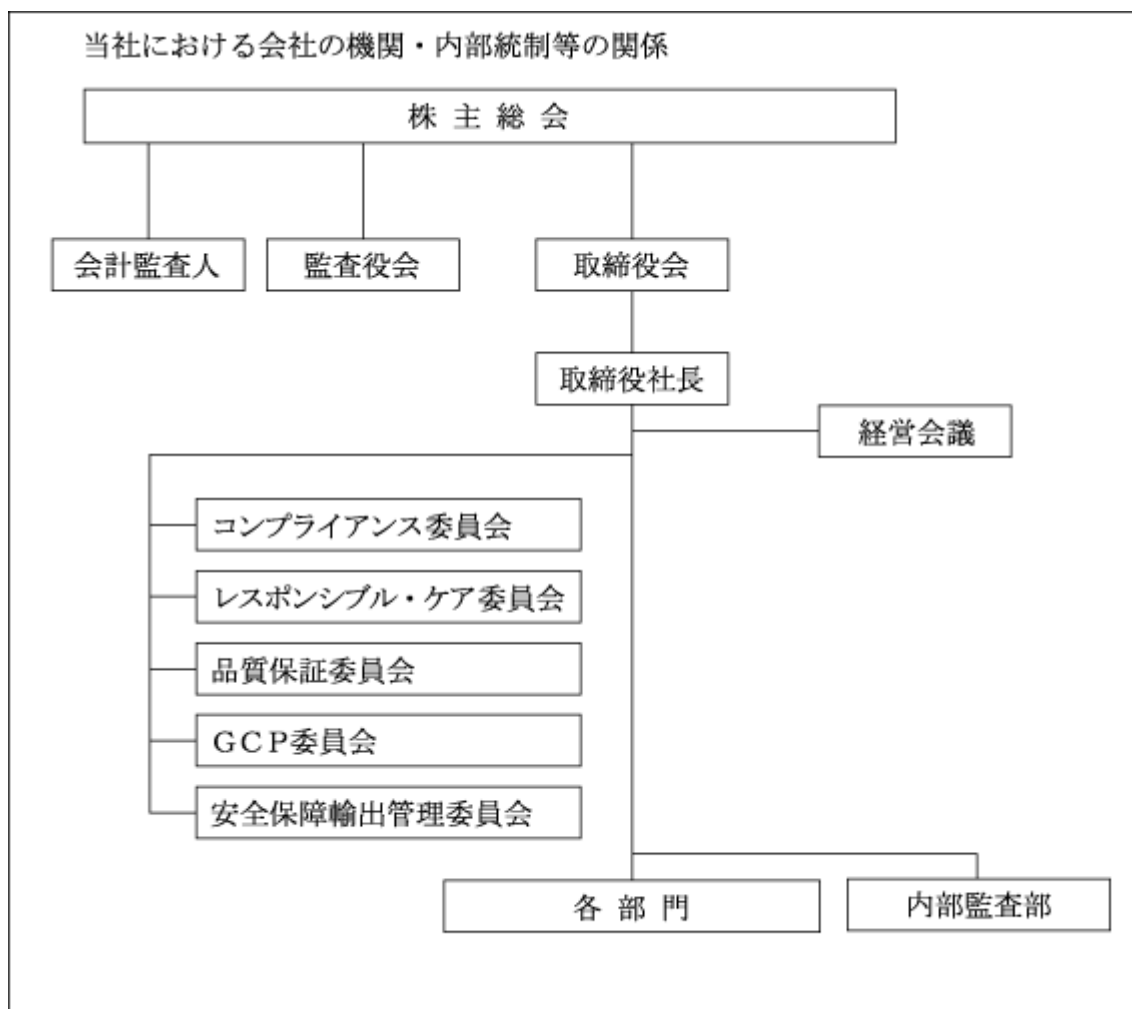 当社における会社の機関・内部統制等の関係
株主総会
会計監査人
監査役会
取締役会
取締役社長
経営会議
コンプライアンス委員会
レスポンシブル・ケア委員会
品質保証委員会
ＧＣＰ委員会
安全保障輸出管理委員会
各部門
内部監査部